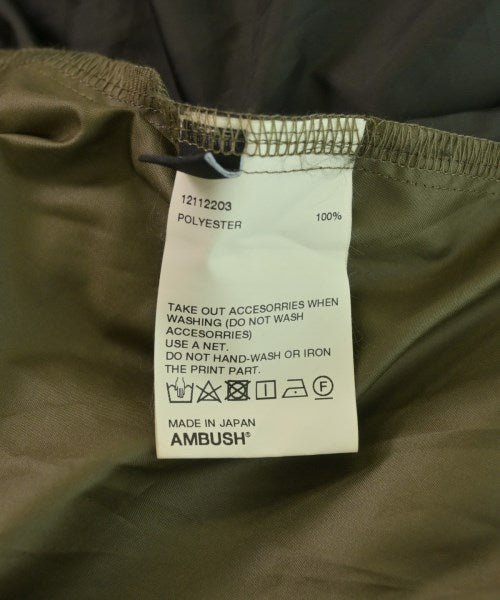 12112203
POLYESTER 100%
TAKE OUT ACCESORRIES WHEN
WASHING (DO NOT WASH
ACCESORRIES)
USE A NET.
DO NOT HAND-WASH OR IRON
THE PRINT PART.
F
MADE IN JAPAN
AMBUSH®